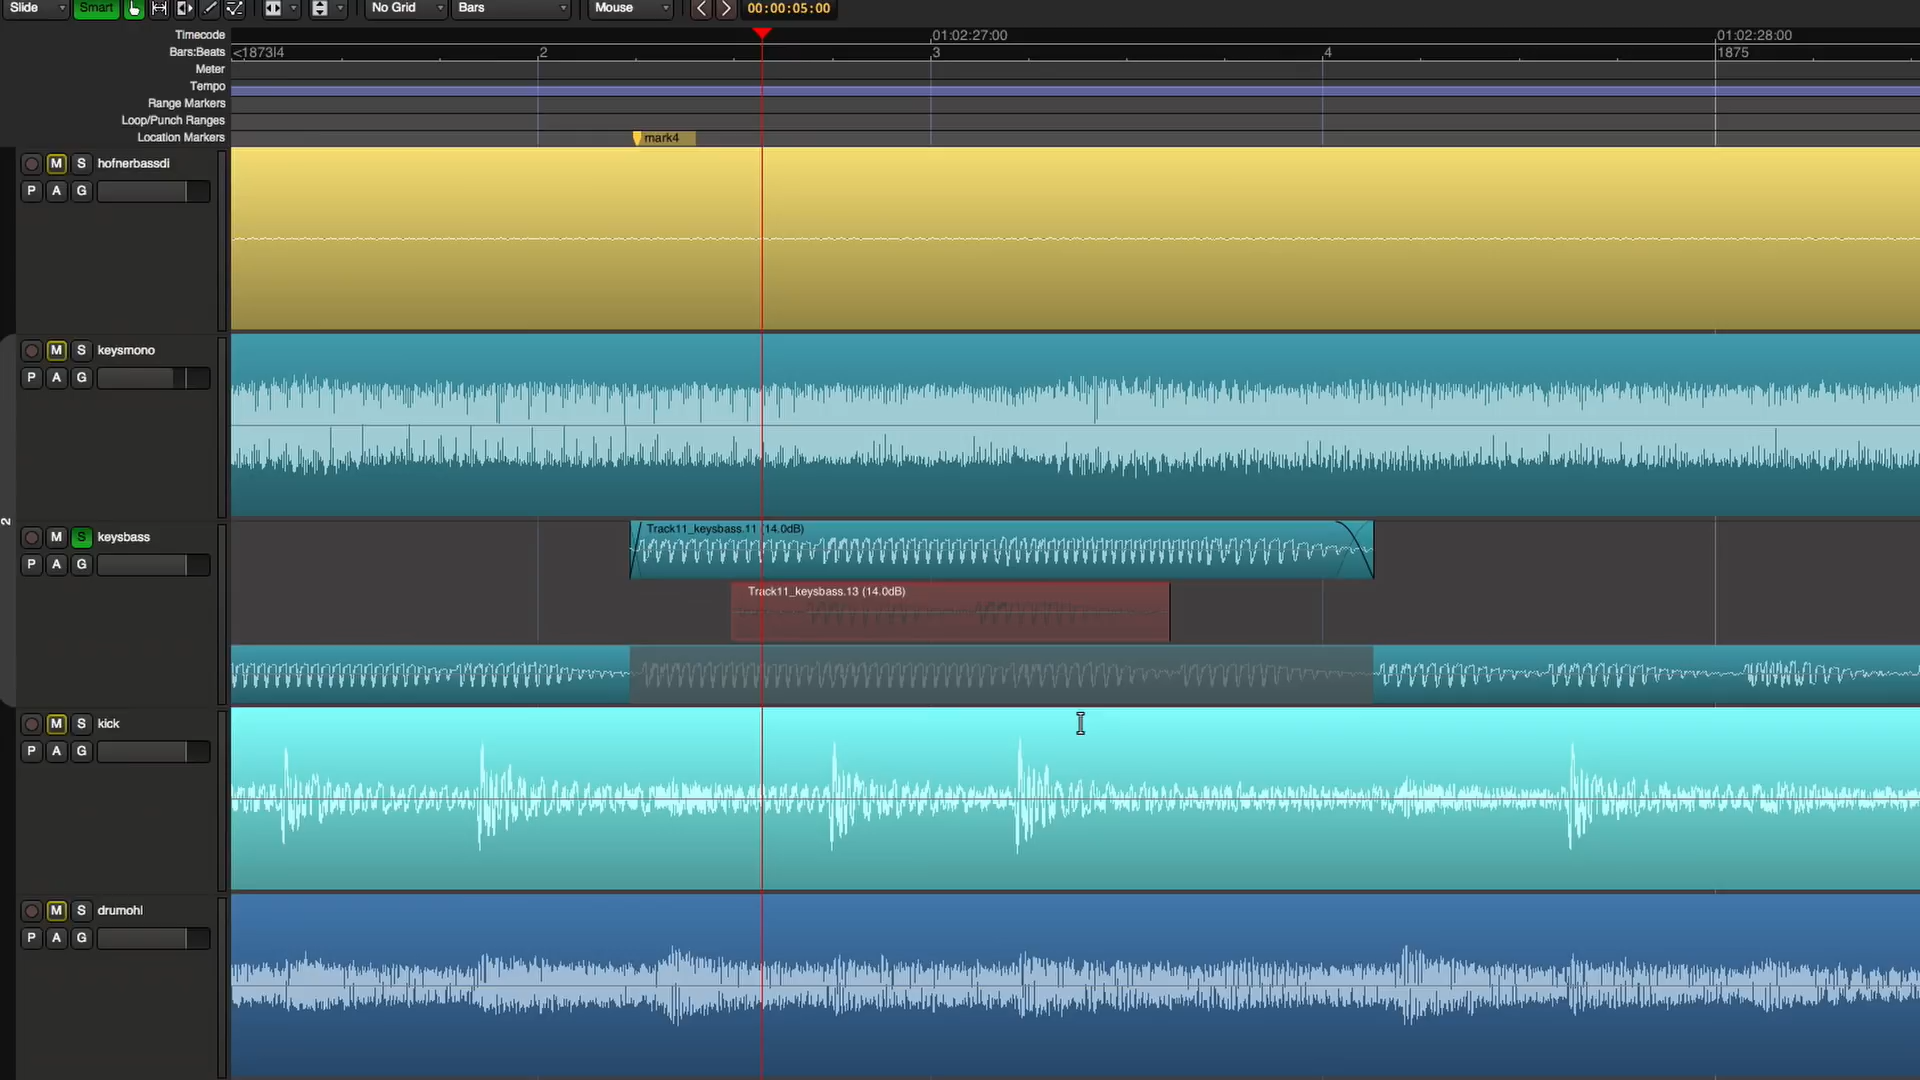 Slide Smart No Grid Bars Mouse 00:00:05:00
Timecode 01:02:27:00 01:02:28:00
Bars:Beats <1873|4 2 3 4 1875
Meter
Tempo
Range Markers
Loop/Punch Ranges
Location Markers mark4
M S hofnerbassdi
P A G
M S keysmono
P A G
2
M S keysbass
P A G
Track11_keysbass.11 (14.0dB)
Track11_keysbass.13 (14.0dB)
M S kick
P A G
M S drumohl
P A G